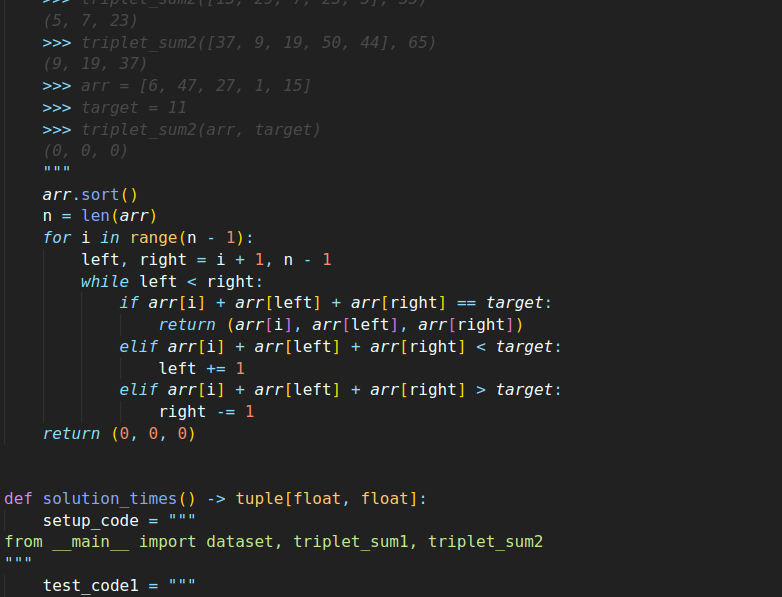 >>> triplet_sum2([13, 29, 7, 23, 5], 35)
(5, 7, 23)
>>> triplet_sum2([37, 9, 19, 50, 44], 65)
(9, 19, 37)
>>> arr = [6, 47, 27, 1, 15]
>>> target = 11
>>> triplet_sum2(arr, target)
(0, 0, 0)
"""
arr.sort()
n = len(arr)
for i in range(n - 1):
left, right = i + 1, n - 1
while left < right:
if arr[i] + arr[left] + arr[right] == target:
return (arr[i], arr[left], arr[right])
elif arr[i] + arr[left] + arr[right] < target:
left += 1
elif arr[i] + arr[left] + arr[right] > target:
right -= 1
return (0, 0, 0)
def solution_times() -> tuple[float, float]:
setup_code = """
from __main__ import dataset, triplet_sum1, triplet_sum2
"""
test_code1 = """